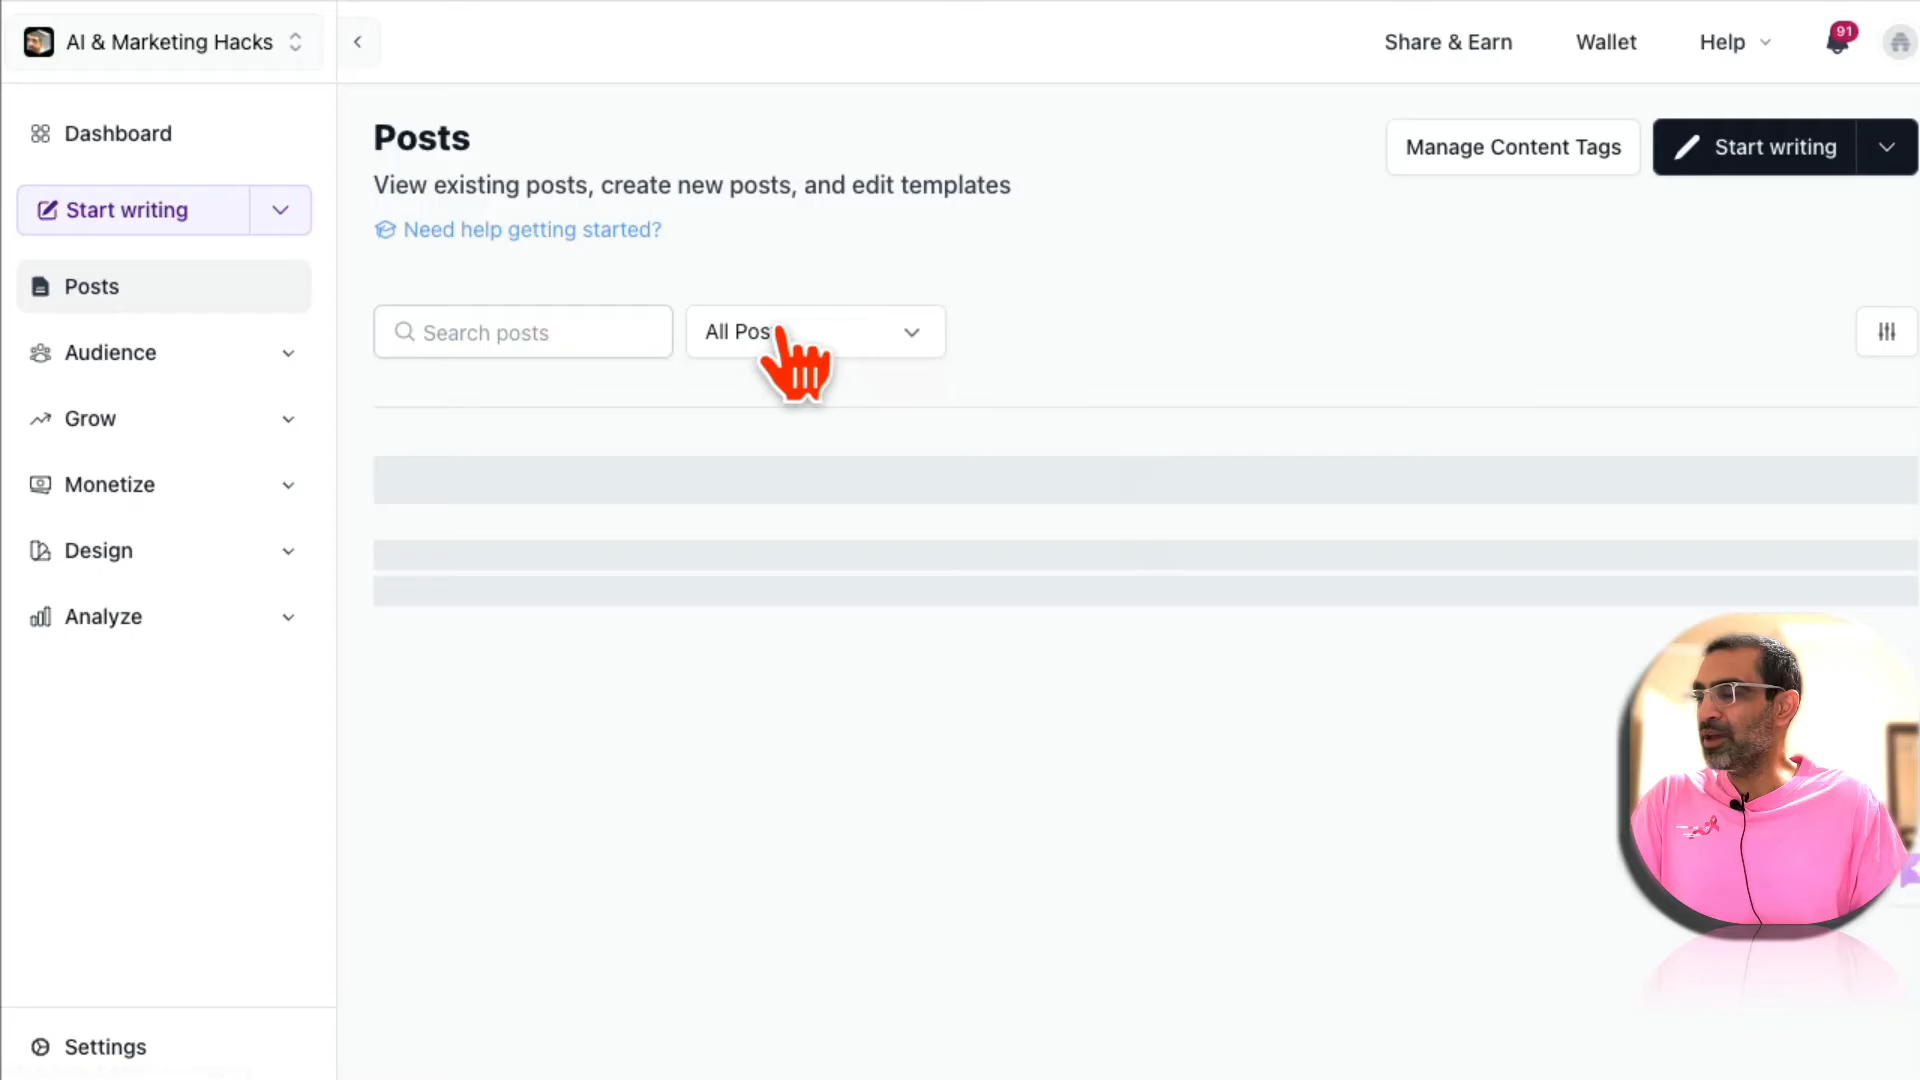 AI & Marketing Hacks
Share & Earn
Wallet
Help
91
Dashboard
Start writing
Posts
Audience
Grow
Monetize
Design
Analyze
Settings
Posts
View existing posts, create new posts, and edit templates
Need help getting started?
Manage Content Tags
Start writing
Search posts
All Pos